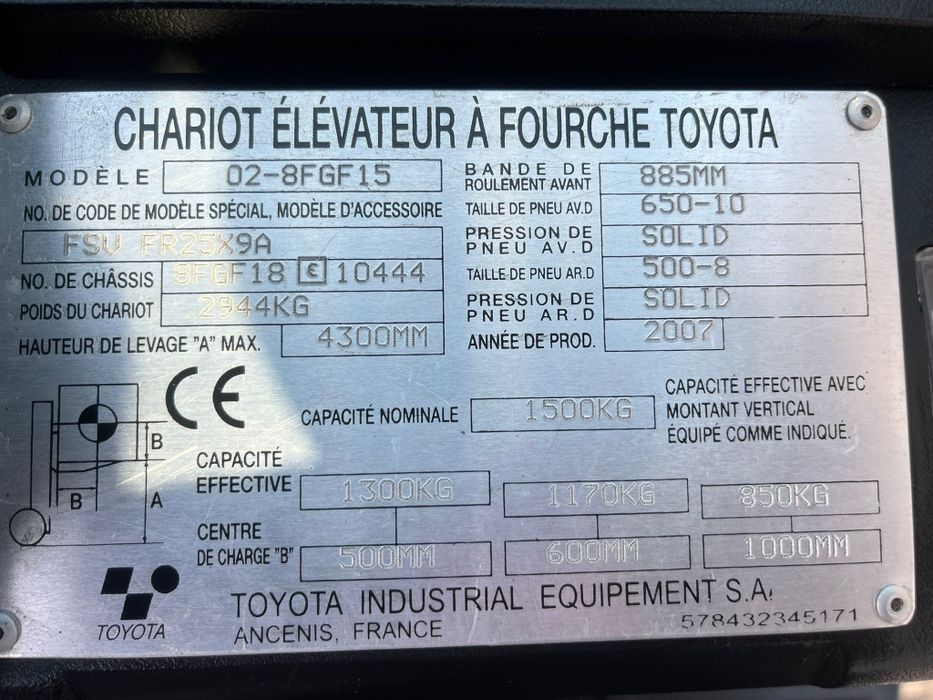 CHARIOT ÉLÉVATEUR À FOURCHE TOYOTA
MODÈLE 02-8FGF15
NO. DE CODE DE MODÈLE SPÉCIAL, MODÈLE D'ACCESSOIRE
FSV FR25X9A
NO. DE CHÂSSIS 8FGF18 E 10444
POIDS DU CHARIOT 2944KG
HAUTEUR DE LEVAGE "A" MAX. 4300MM
BANDE DE
ROULEMENT AVANT 885MM
TAILLE DE PNEU AV.D 650-10
PRESSION DE
PNEU AV.D SOLID
TAILLE DE PNEU AR.D 500-8
PRESSION DE
PNEU AR.D SOLID
ANNÉE DE PROD. 2007
B
B
A
CE
CAPACITÉ NOMINALE 1500KG
CAPACITÉ EFFECTIVE AVEC
MONTANT VERTICAL
ÉQUIPÉ COMME INDIQUÉ.
CAPACITÉ
EFFECTIVE 1300KG 1170KG 850KG
CENTRE
DE CHARGE "B" 500MM 600MM 1000MM
TOYOTA
TOYOTA INDUSTRIAL EQUIPEMENT S.A.
ANCENIS, FRANCE
578432345171